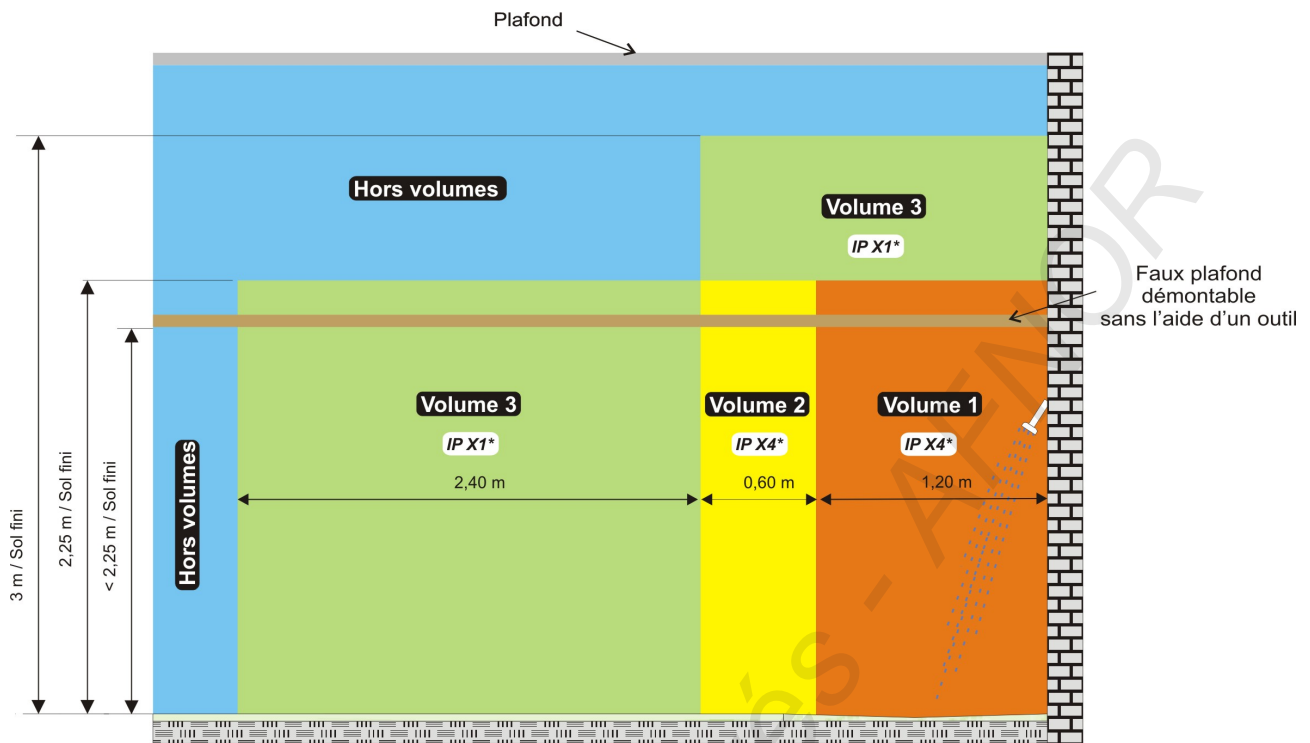 Plafond
Hors volumes
Volume 3
IP X1*
Faux plafond
démontable
sans l'aide d'un outil
Volume 3
IP X1*
2,40 m
Volume 2
IP X4*
0,60 m
Volume 1
IP X4*
1,20 m
Hors volumes
3 m / Sol fini
2,25 m / Sol fini
< 2,25 m / Sol fini
és - AFNOR